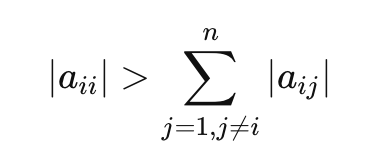 |a_{ii}| > \sum_{j=1, j \neq i}^{n} |a_{ij}|